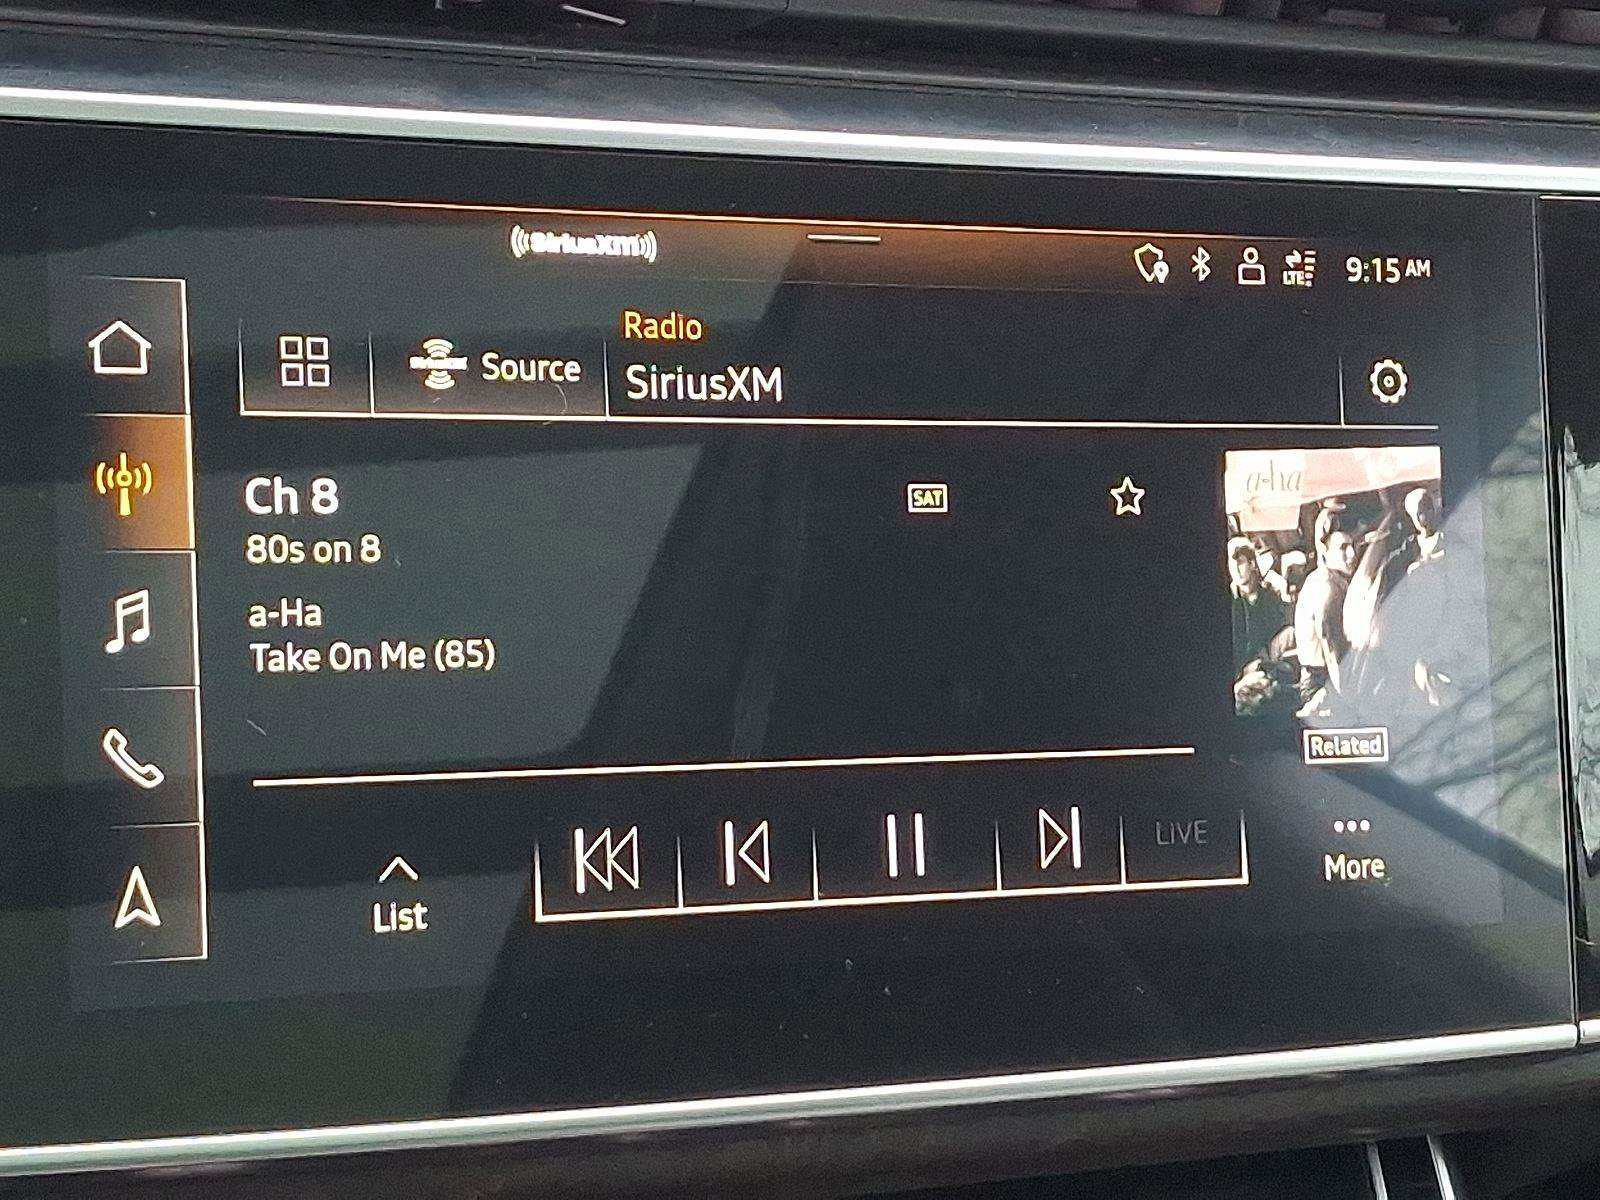 SiriusXM
LTE
9:15 AM
Radio
Source
SiriusXM
Ch 8
SAT
a-ha
80s on 8
a-Ha
Take On Me (85)
Related
LIVE
List
More